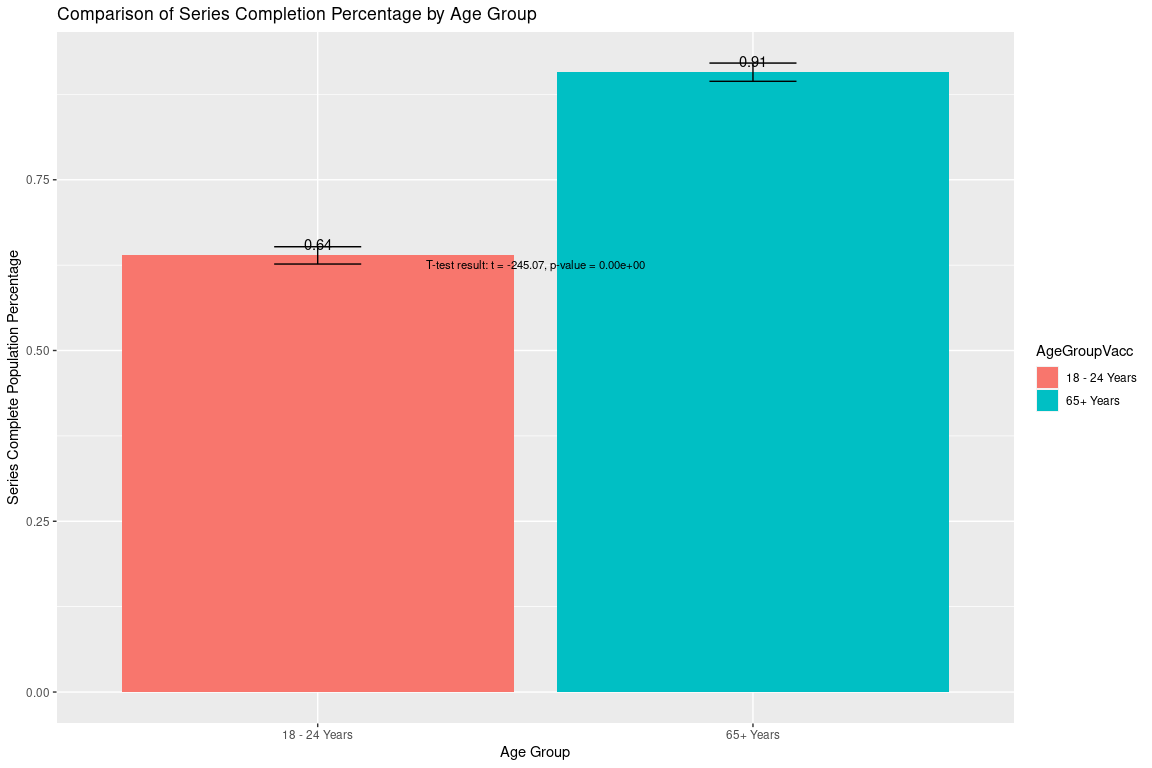 Comparison of Series Completion Percentage by Age Group
Series Complete Population Percentage
0.75
0.50
0.25
0.00
0.64
0.91
T-test result: t = -245.07, p-value = 0.00e+00
18 - 24 Years
65+ Years
Age Group
AgeGroupVacc
18 - 24 Years
65+ Years